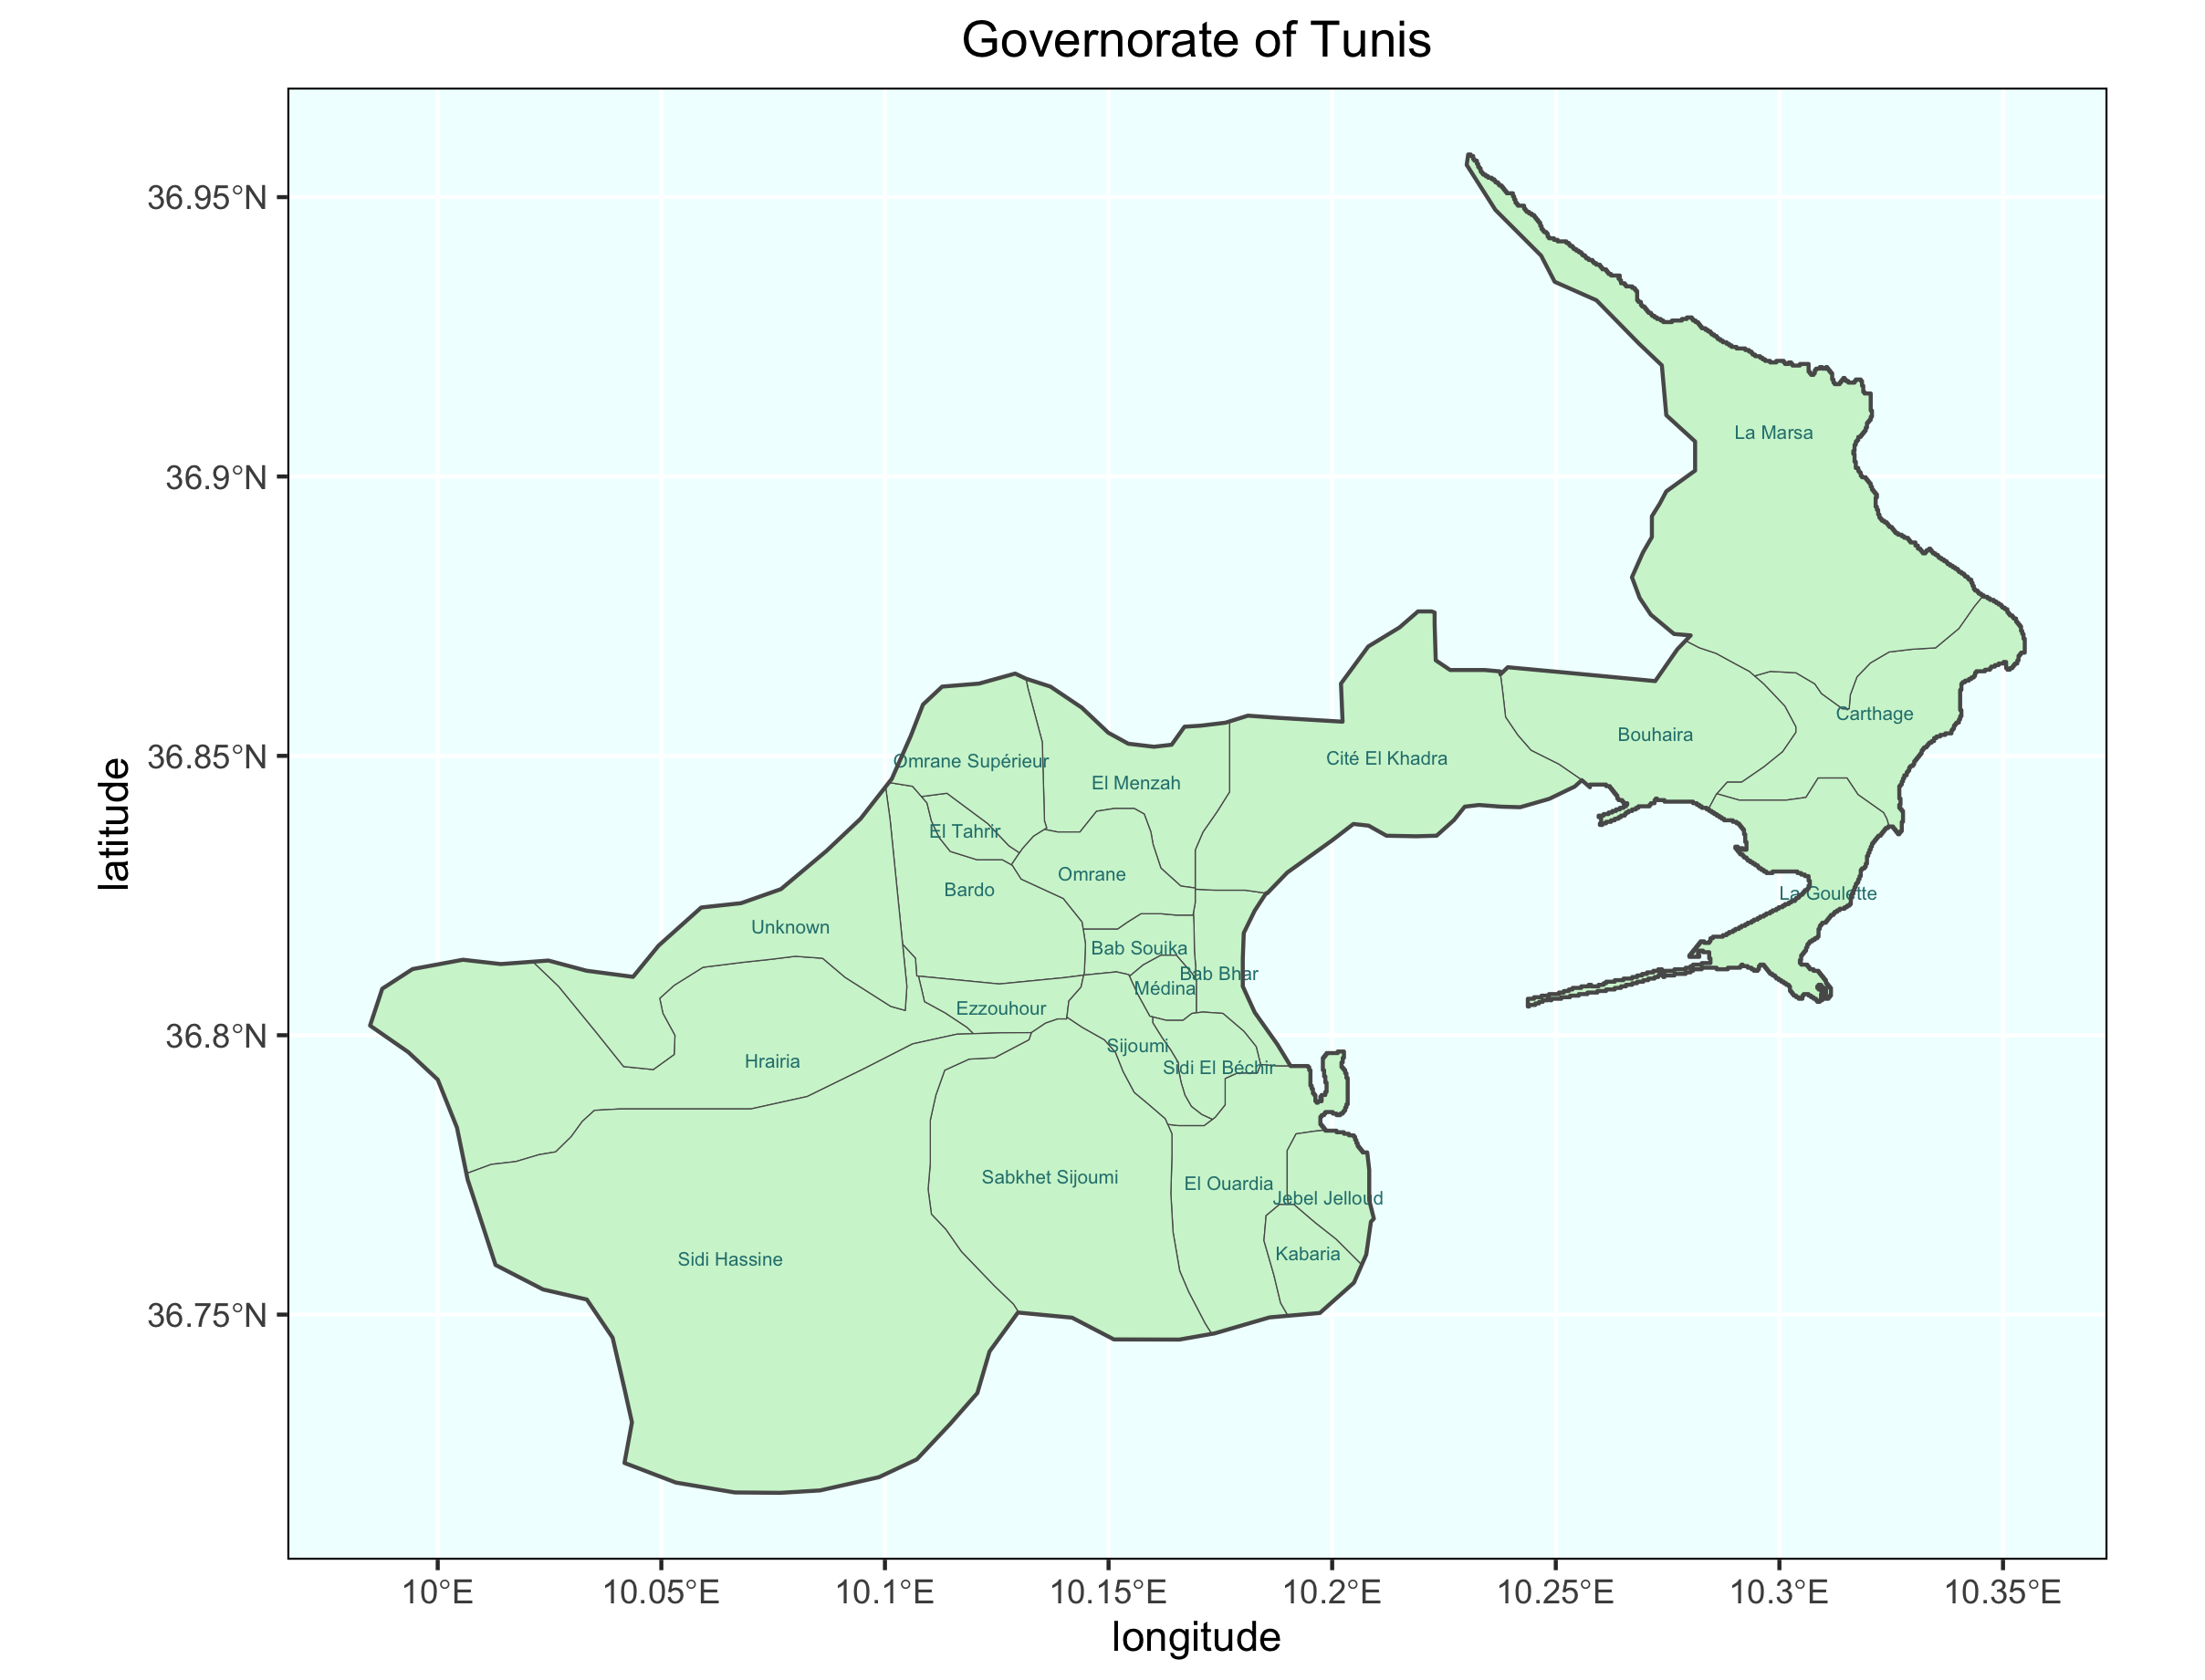 Governorate of Tunis
36.95°N
36.9°N
36.85°N
36.8°N
36.75°N
latitude
La Marsa
Carthage
Bouhaira
Cité El Khadra
Omrane Supérieur
El Menzah
El Tahrir
Omrane
Bardo
La Goulette
Unknown
Bab Souika
Bab Bhar
Médina
Ezzouhour
Sijoumi
Hrairia
Sidi El Béchir
Sabkhet Sijoumi
El Ouardia
Jebel Jelloud
Kabaria
Sidi Hassine
10°E
10.05°E
10.1°E
10.15°E
10.2°E
10.25°E
10.3°E
10.35°E
longitude